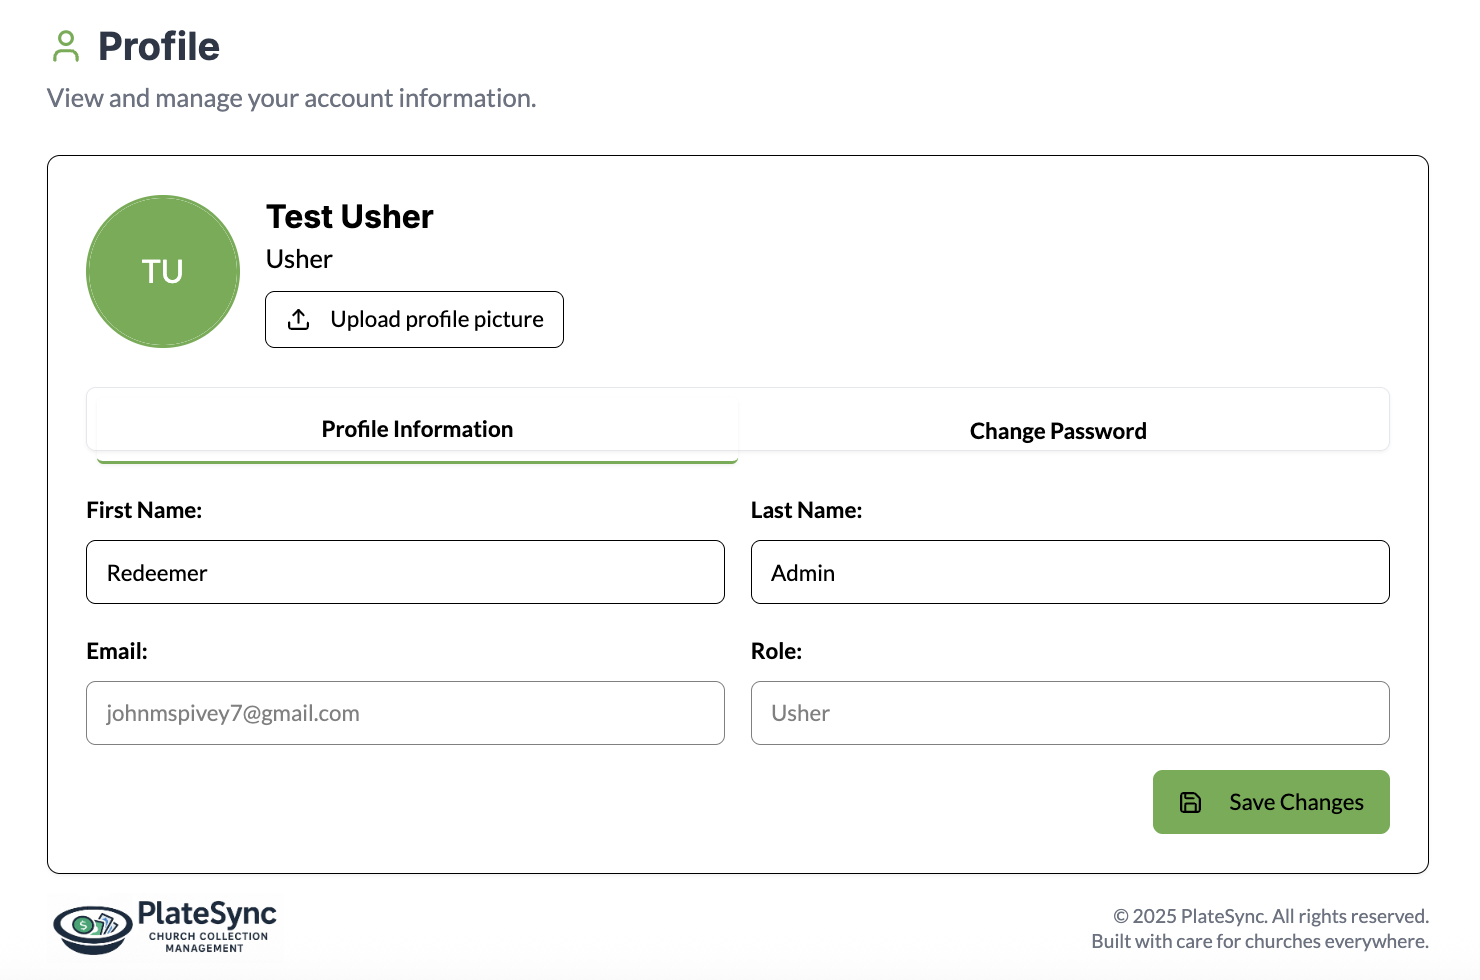 Profile
View and manage your account information.
TU
Test Usher
Usher
Upload profile picture
Profile Information
Change Password
First Name:
Last Name:
Redeemer
Admin
Email:
Role:
johnmspivey7@gmail.com
Usher
Save Changes
$
PlateSync
CHURCH COLLECTION
MANAGEMENT
© 2025 PlateSync. All rights reserved.
Built with care for churches everywhere.